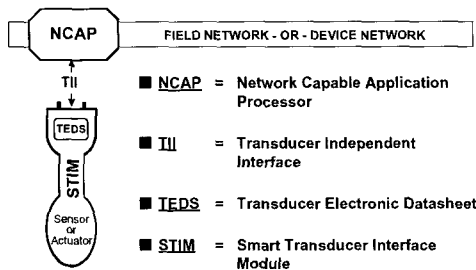 NCAP
FIELD NETWORK - OR - DEVICE NETWORK
TII
TEDS
STIM
Sensor
or
Actuator
■ NCAP = Network Capable Application
Processor
■ TII = Transducer Independent
Interface
■ TEDS = Transducer Electronic Datasheet
■ STIM = Smart Transducer Interface
Module